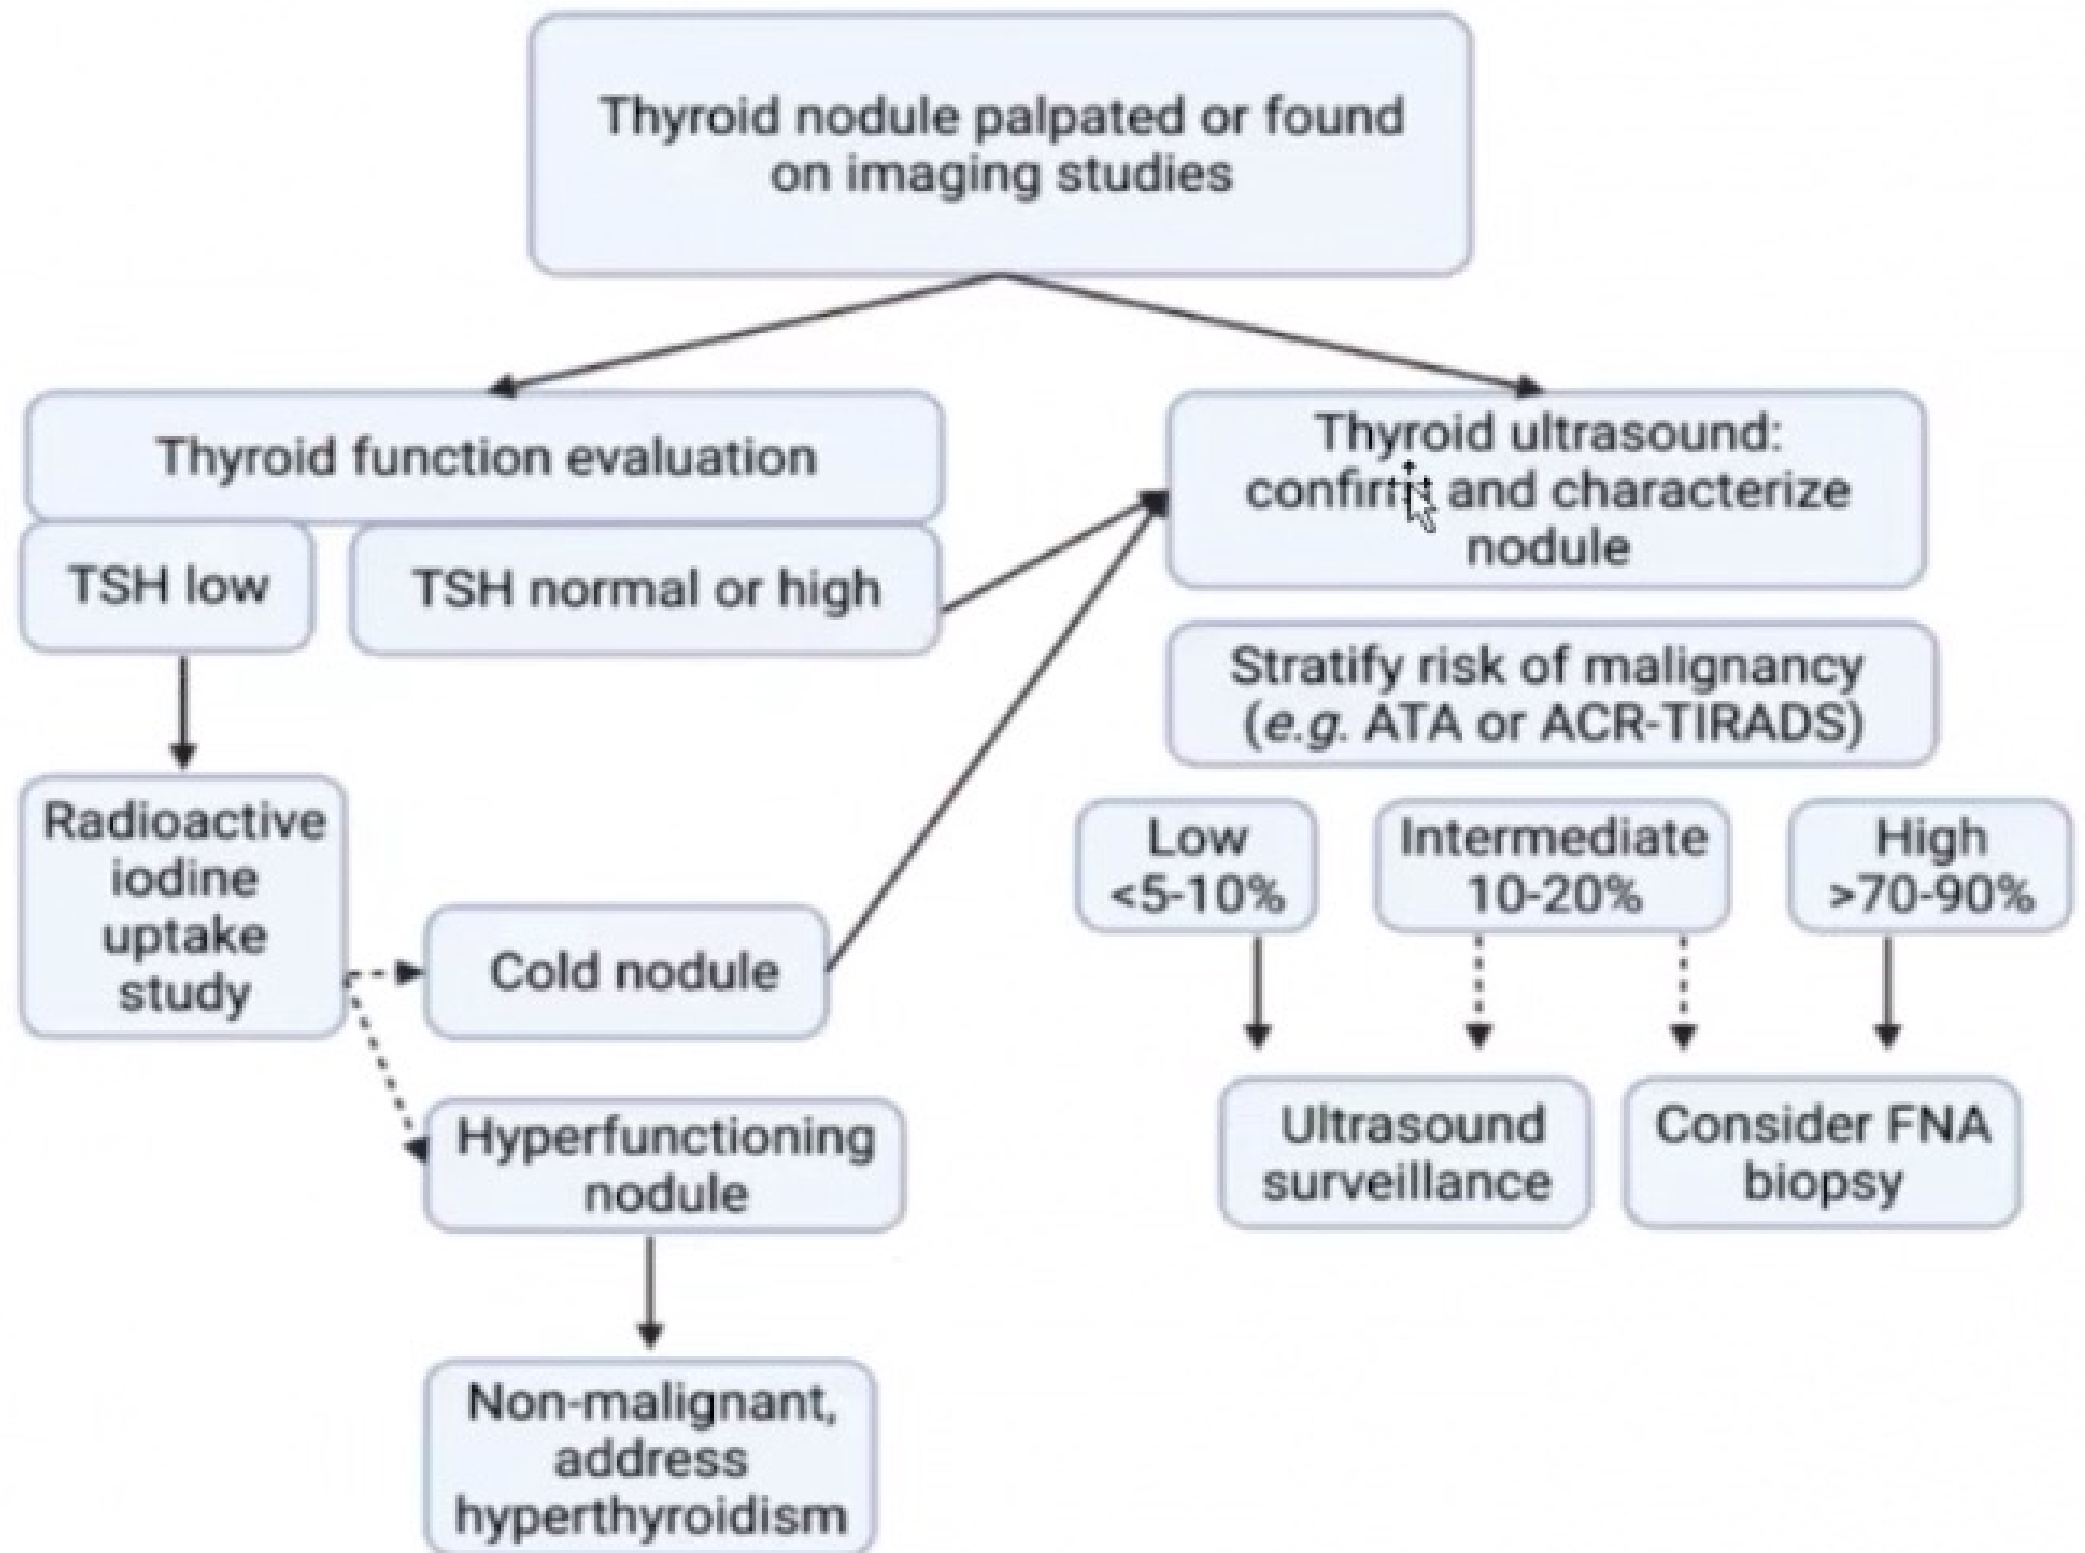 Thyroid nodule palpated or found
on imaging studies
Thyroid function evaluation
TSH low
TSH normal or high
Thyroid ultrasound:
confirm and characterize
nodule
Stratify risk of malignancy
(e.g. ATA or ACR-TIRADS)
Low
<5-10%
Intermediate
10-20%
High
>70-90%
Radioactive
iodine
uptake
study
Cold nodule
Hyperfunctioning
nodule
Ultrasound
surveillance
Consider FNA
biopsy
Non-malignant,
address
hyperthyroidism